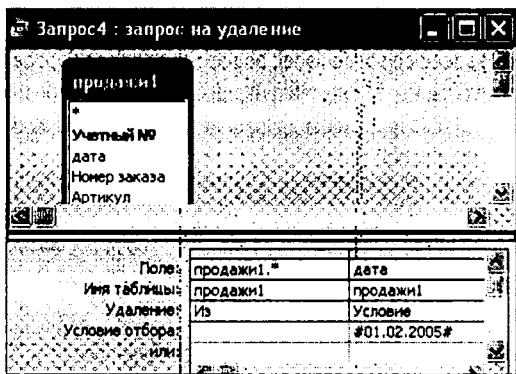 Запрос4 : запрос на удаление
продажи1
*
Учетный №
дата
Номер заказа
Артикул
Поле: продажи1.* дата
Имя таблицы: продажи1 продажи1
Удаление: Из Условие
Условие отбора: #01.02.2005#
или: